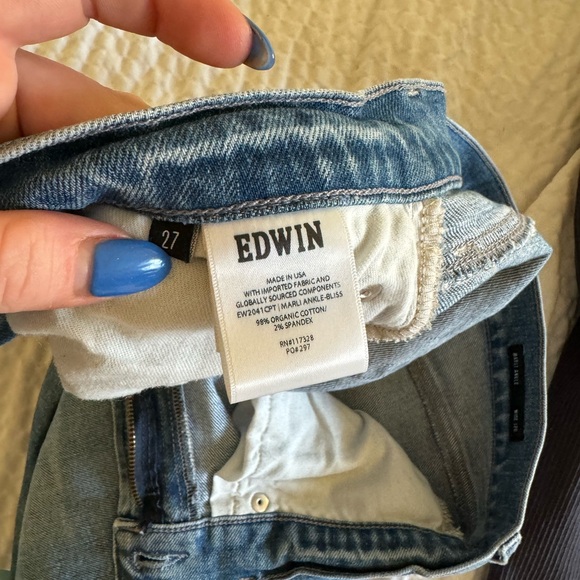 27
EDWIN
MADE IN USA
WITH IMPORTED FABRIC AND
GLOBALLY SOURCED COMPONENTS
EW2041CPT | MARLI ANKLE-BLISS
98% ORGANIC COTTON/
2% SPANDEX
RN#117328
PO#297